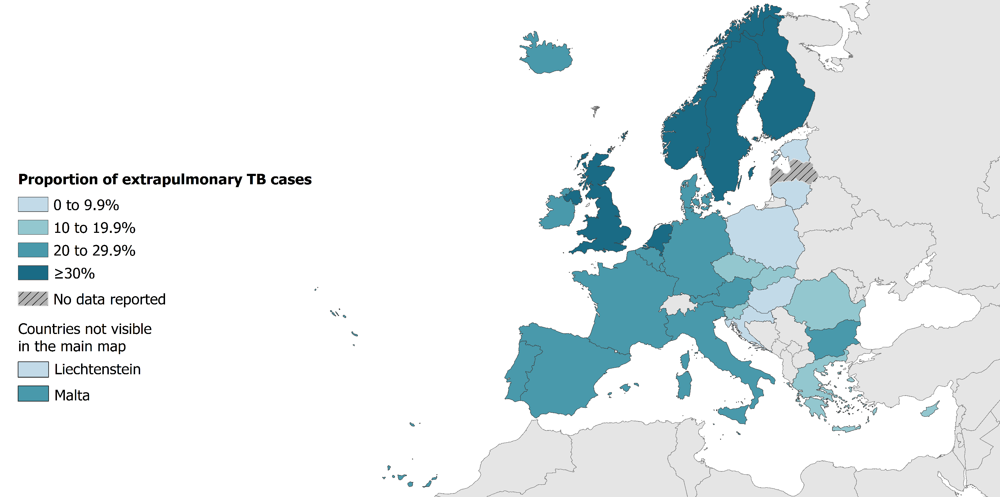 Proportion of extrapulmonary TB cases
0 to 9.9%
10 to 19.9%
20 to 29.9%
≥30%
No data reported
Countries not visible
in the main map
Liechtenstein
Malta